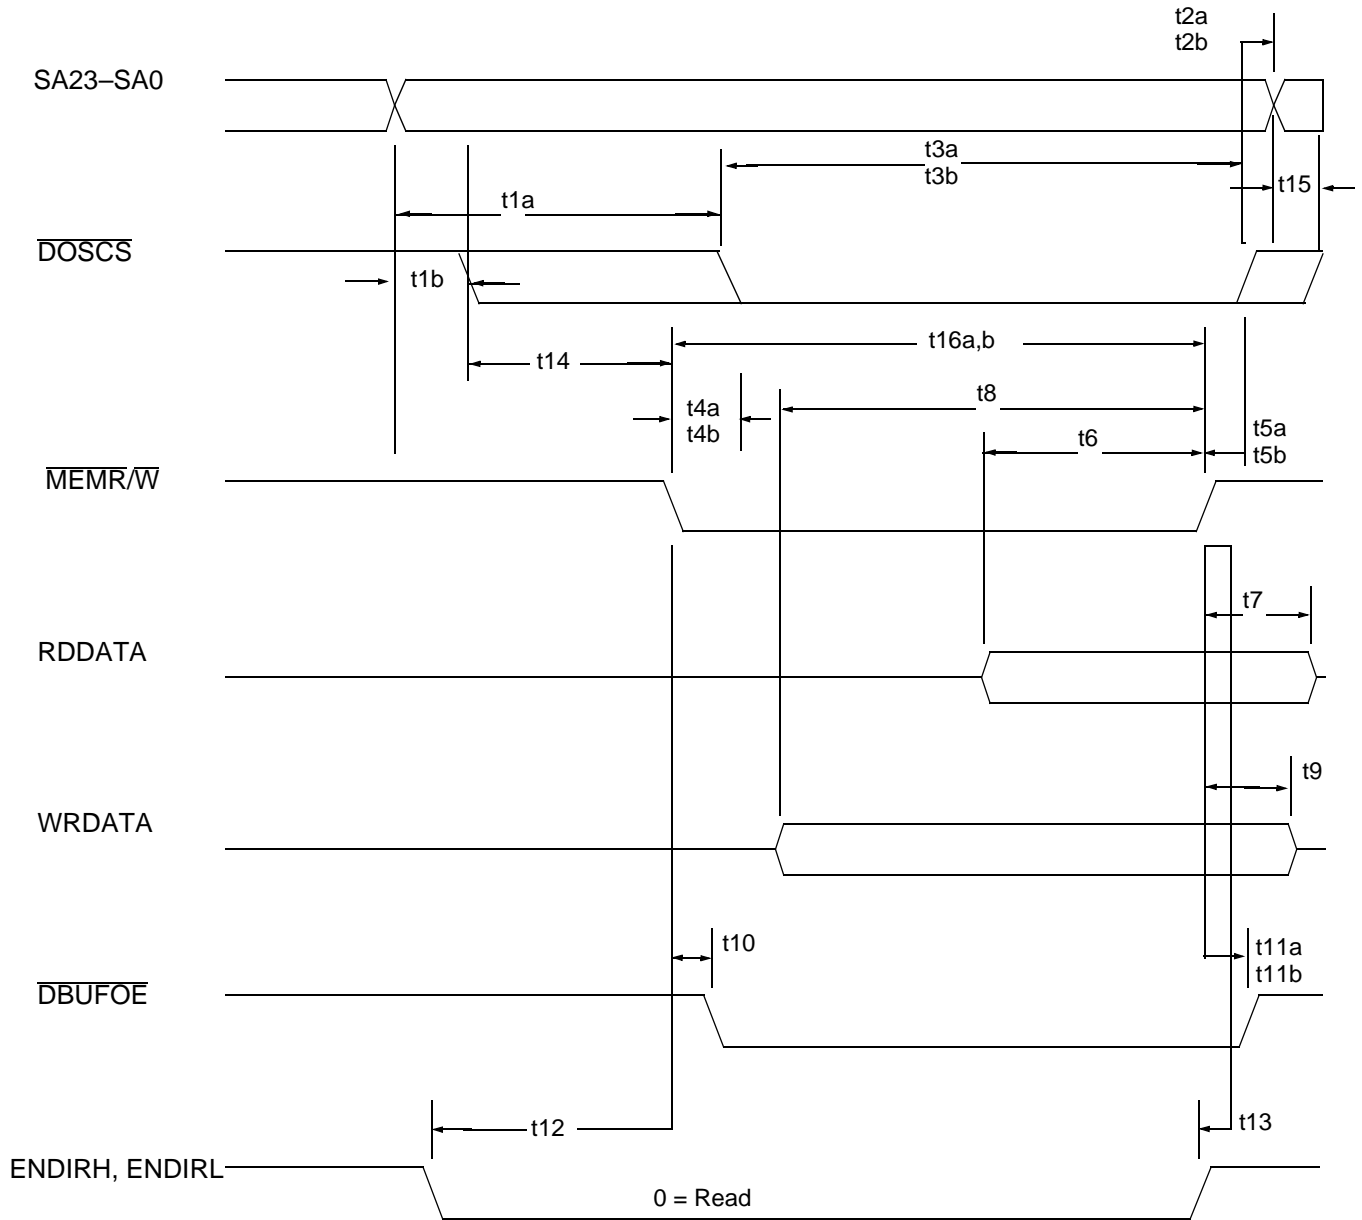 t2a
t2b
SA23–SA0
t3a
t3b
t15
t1a
DOSCS
t1b
t16a,b
t14
t8
t4a
t4b
t6
t5a
t5b
MEMR/W
t7
RDDATA
t9
WRDATA
t10
t11a
t11b
DBUFOE
t12
t13
ENDIRH, ENDIRL
0 = Read